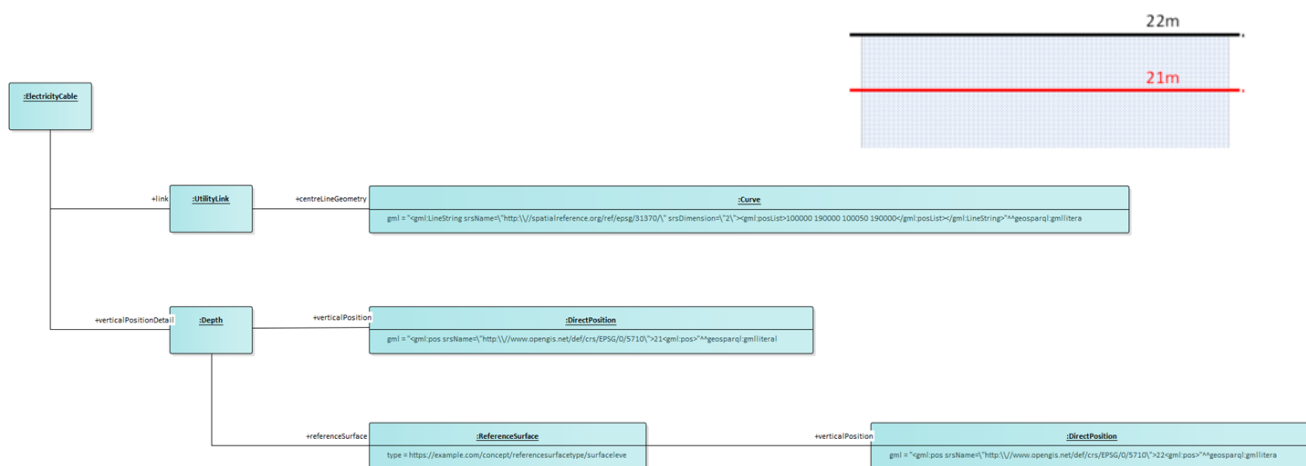 22m
21m
:ElectricityCable
+link
:UtilityLink
+centreLineGeometry
:Curve
gml = "<gml:LineString srsName=\"http:\\//spatialreference.org/ref/epsg/31370/\" srsDimension=\"2\"><gml:posList>100000 190000 100050 190000</gml:posList></gml:LineString>"^^geosparql:gmllitera
+verticalPositionDetail
:Depth
+verticalPosition
:DirectPosition
gml = "<gml:pos srsName=\"http:\\//www.opengis.net/def/crs/EPSG/0/5710\">21<gml:pos>"^^geosparql:gmlliteral
+referenceSurface
:ReferenceSurface
type = https://example.com/concept/referencesurfacetype/surfaceleve
+verticalPosition
:DirectPosition
gml = "<gml:pos srsName=\"http:\\//www.opengis.net/def/crs/EPSG/0/5710\">22<gml:pos>"^^geosparql:gmllitera